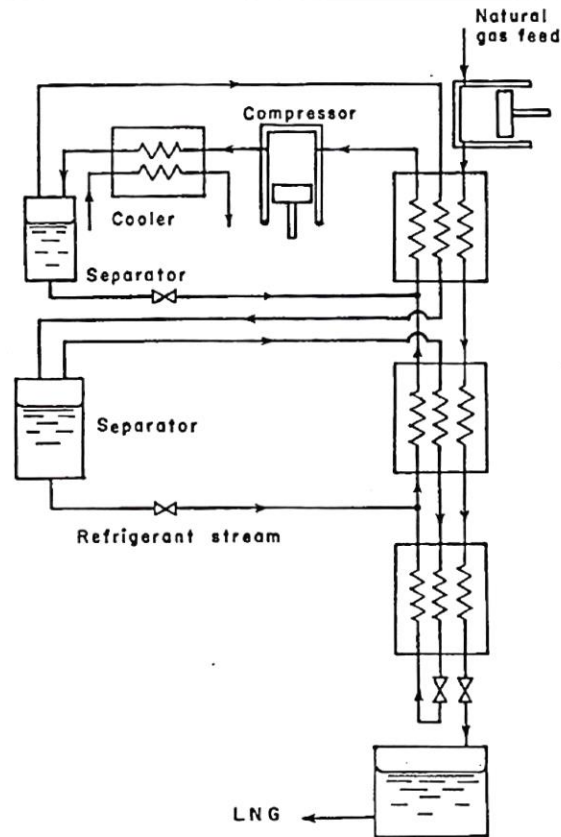 Natural
gas feed
Compressor
Cooler
Separator
Separator
Refrigerant stream
LNG